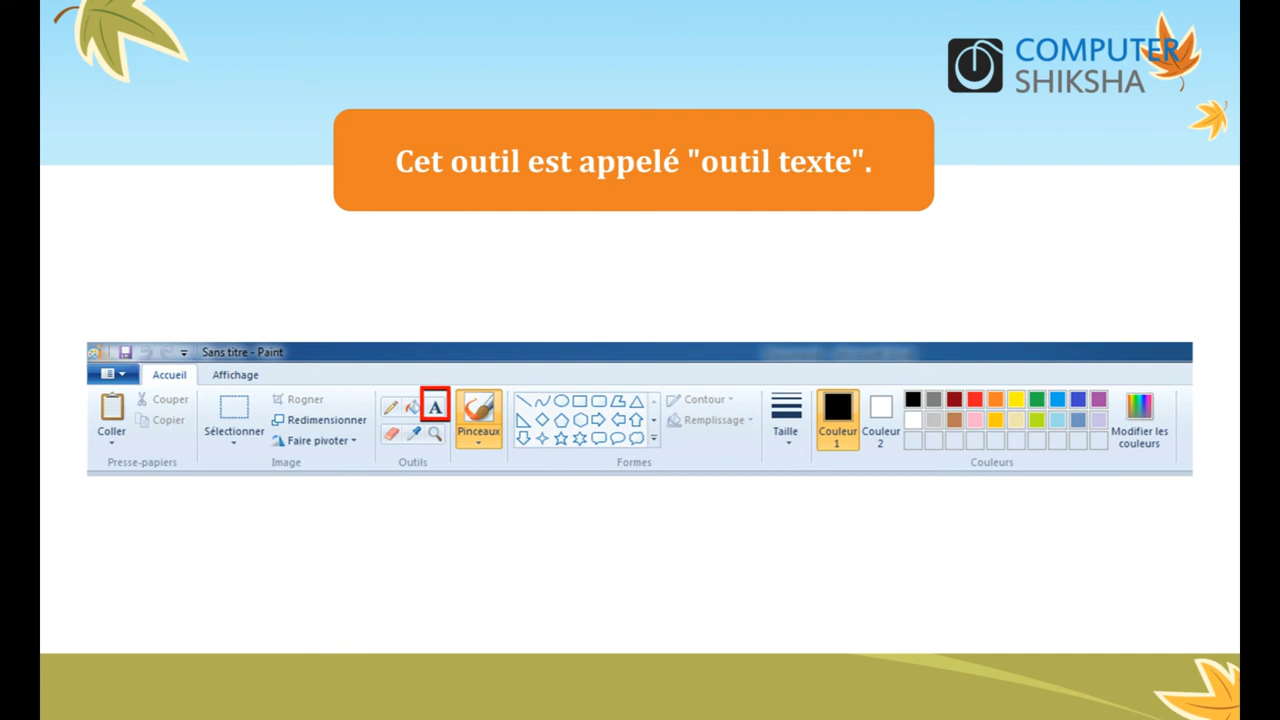 COMPUTER
SHIKSHA
Cet outil est appelé "outil texte".
Sans titre - Paint
Accueil
Affichage
Coller
Couper
Copier
Presse-papiers
Sélectionner
Rogner
Redimensionner
Faire pivoter
Image
A
Outils
Pinceaux
Contour
Remplissage
Formes
Taille
Couleur
1
Couleur
2
Modifier les
couleurs
Couleurs